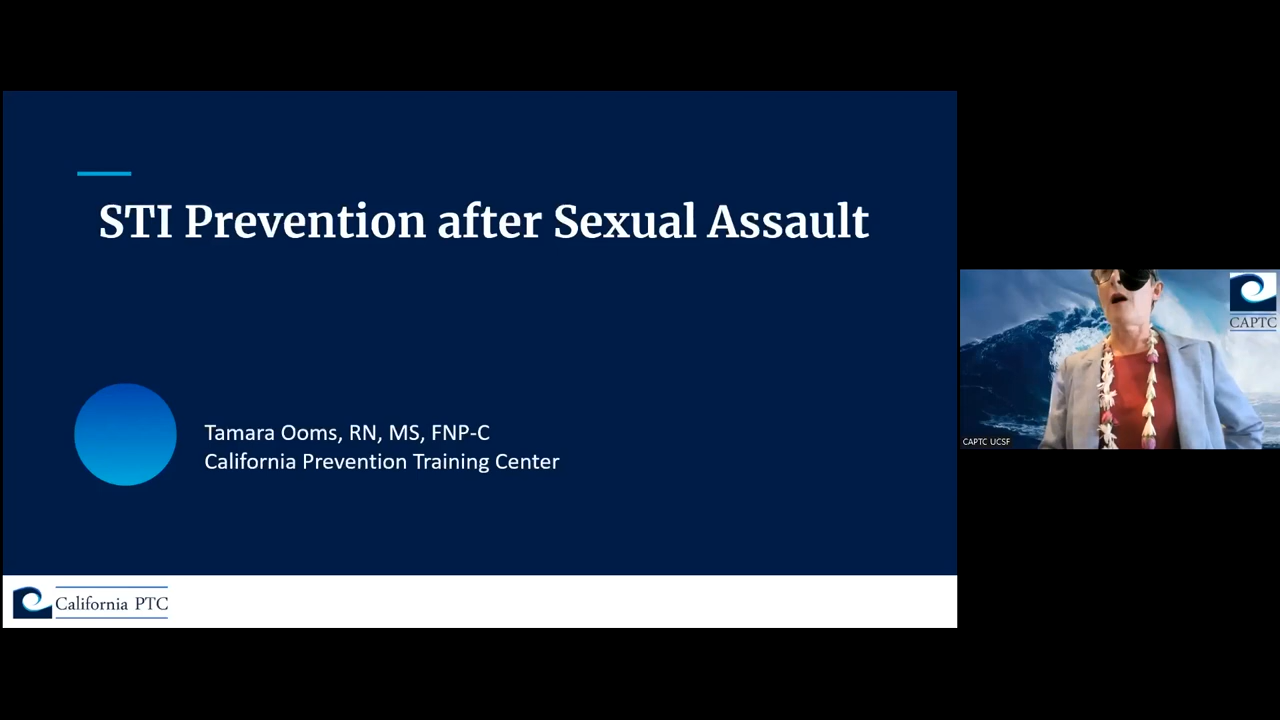 STI Prevention after Sexual Assault
Tamara Ooms, RN, MS, FNP-C
California Prevention Training Center
California PTC
CAPTC
CAPTC UCSF